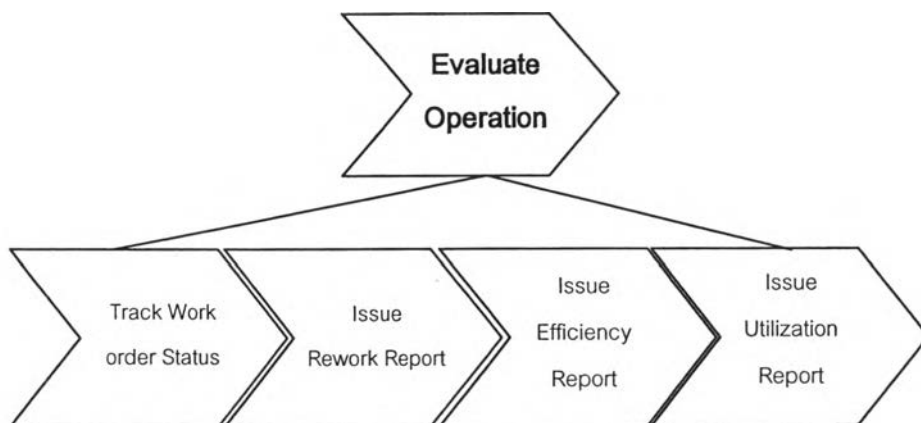 Evaluate
Operation
Track Work
order Status
Issue
Rework Report
Issue
Efficiency
Report
Issue
Utilization
Report